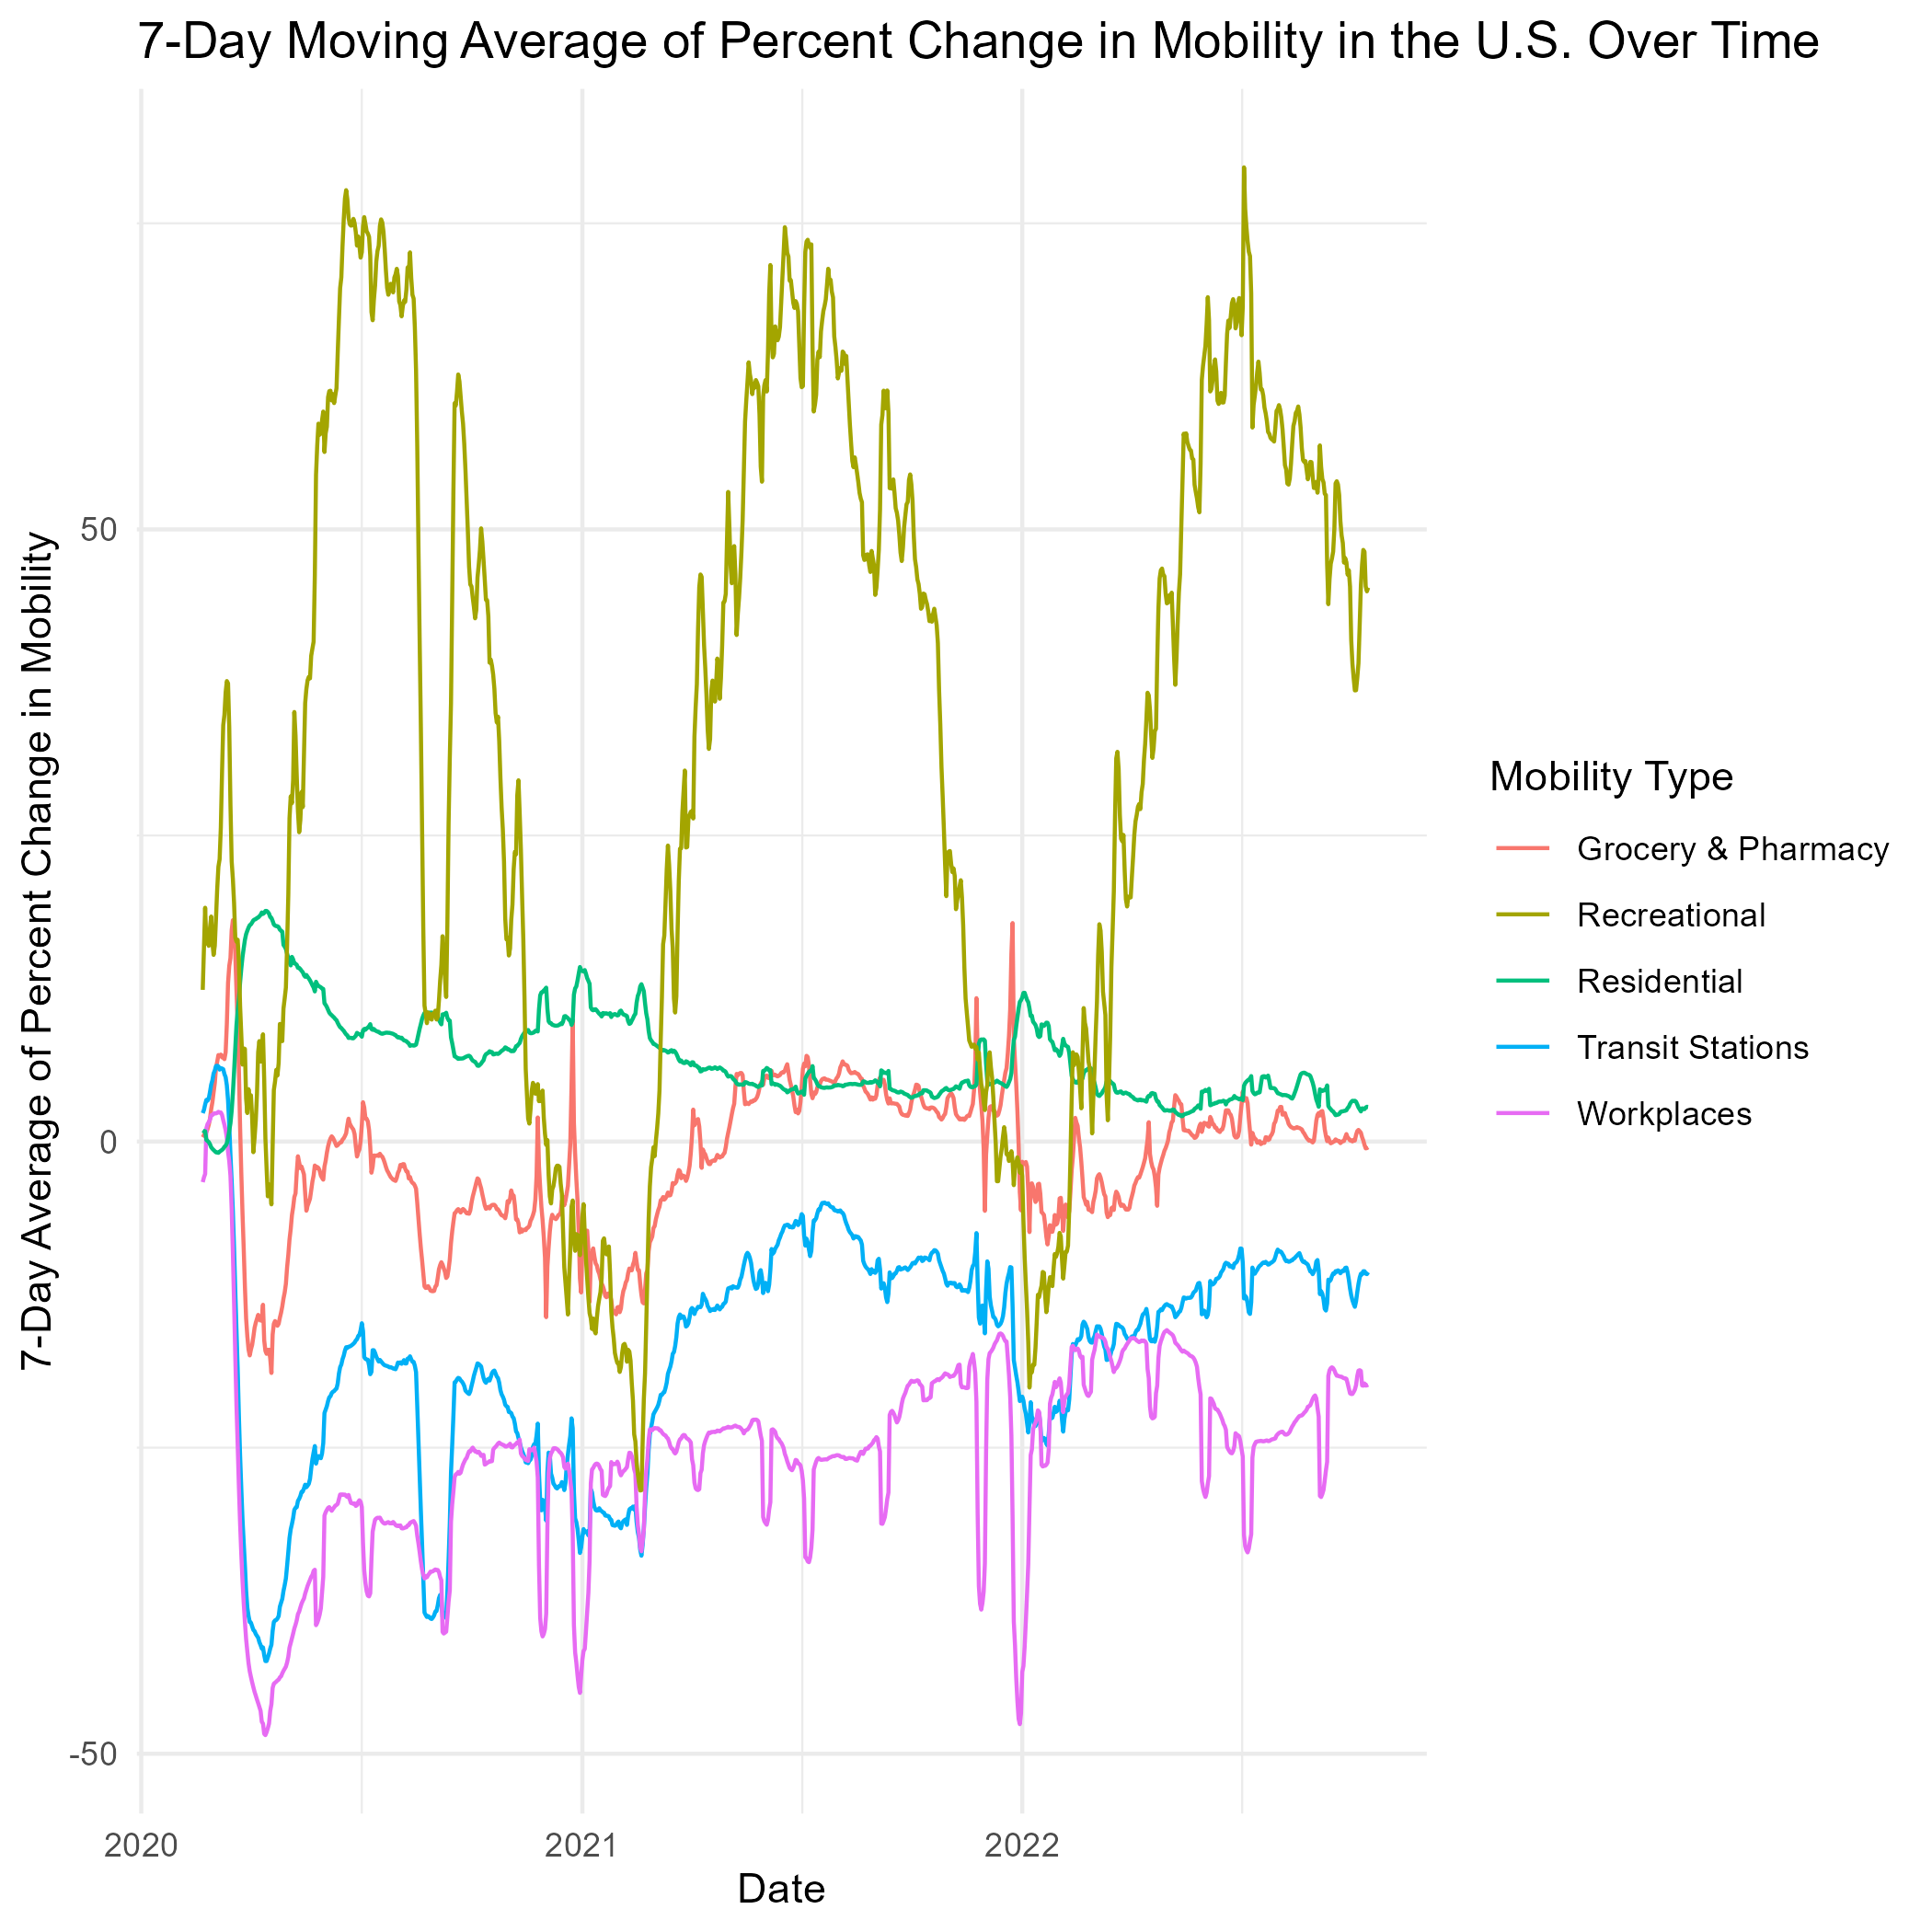 7-Day Moving Average of Percent Change in Mobility in the U.S. Over Time
7-Day Average of Percent Change in Mobility
50
0
-50
2020
2021
2022
Date
Mobility Type
Grocery & Pharmacy
Recreational
Residential
Transit Stations
Workplaces